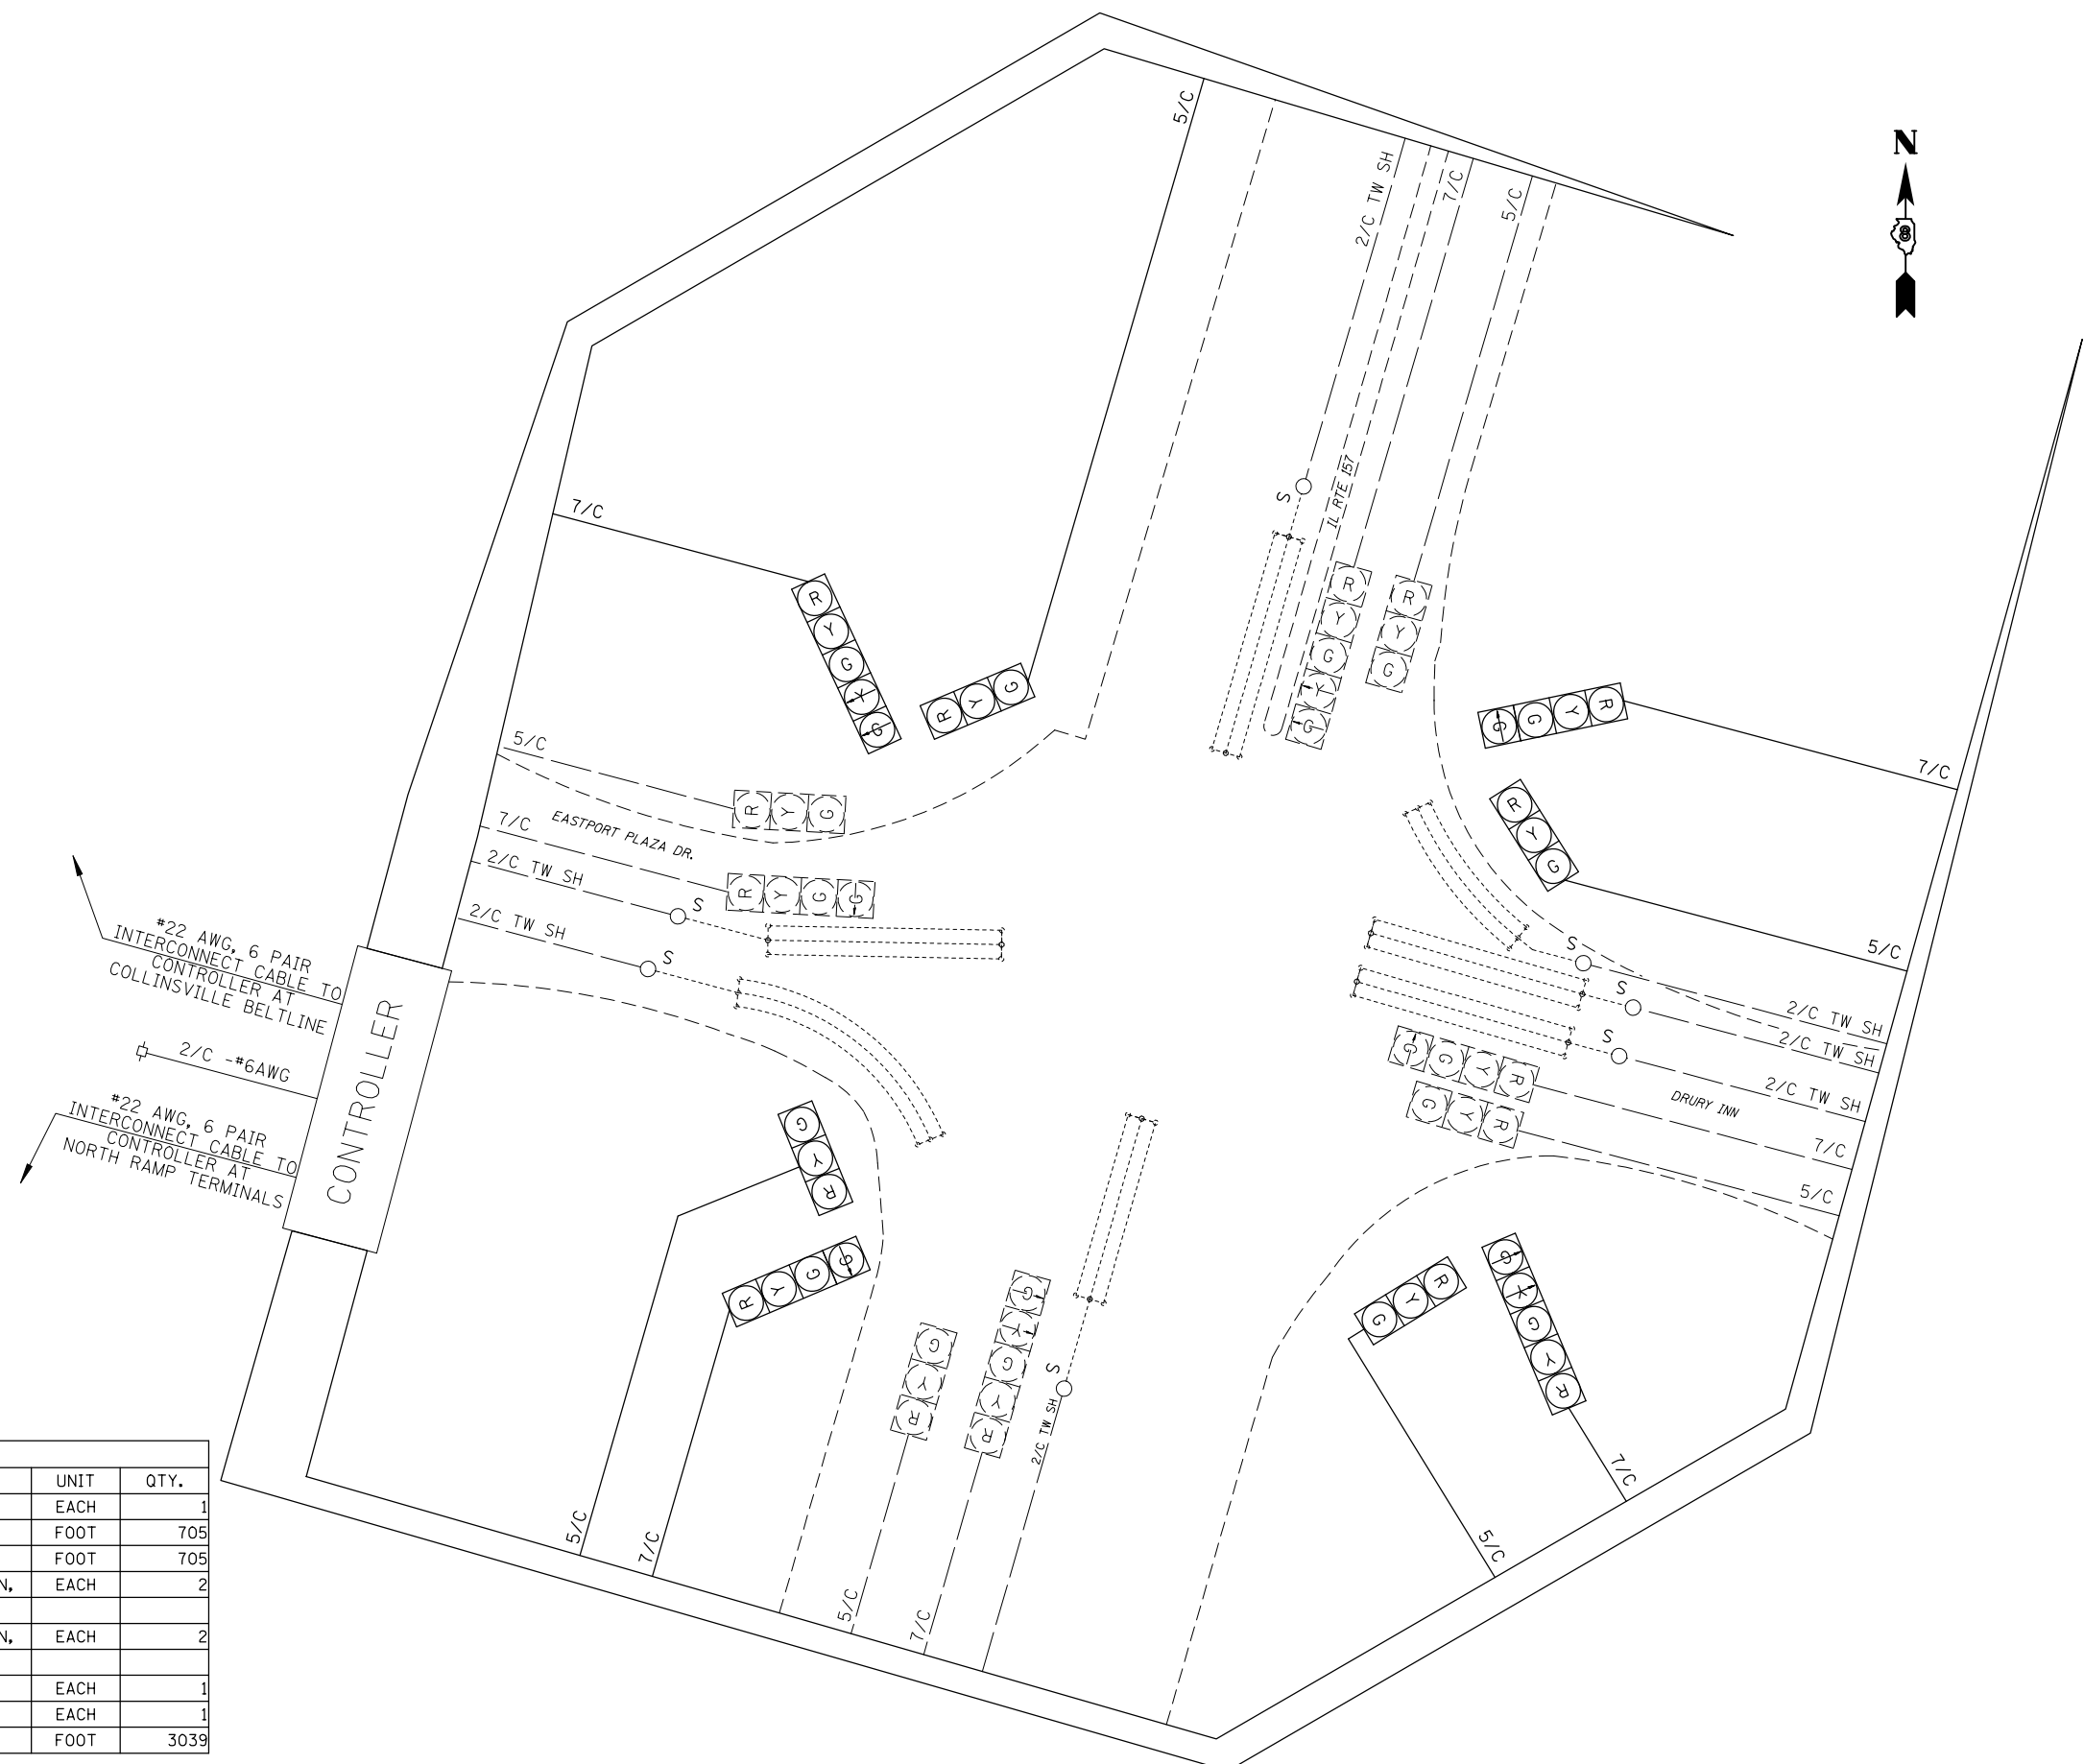 N
5/C
2/C TW SH
7/C
5/C
IL RTE 157
S
7/C
R
Y
G
Y
G
R Y G
R
Y
G
Y
G
R
Y
G
G G Y R
7/C
R
Y
G
5/C
5/C
R Y G
7/C
EASTPORT PLAZA DR.
R Y G G
2/C TW SH
S
2/C TW SH
S
S
2/C TW SH
S
2/C TW SH
S
2/C TW SH
G G Y R
7/C
DRURY INN
G Y R
5/C
#22 AWG, 6 PAIR
INTERCONNECT CABLE TO
CONTROLLER AT
COLLINSVILLE BELTLINE
2/C -#6AWG
#22 AWG, 6 PAIR
INTERCONNECT CABLE TO
CONTROLLER AT
NORTH RAMP TERMINALS
CONTROLLER
G
Y
R
5/C
R Y G G
7/C
G
Y
R
5/C
G
Y
G
Y
R
7/C
S
2/C TW SH
G Y R
5/C
G
Y
G
Y
R
7/C
UNIT QTY.
EACH 1
FOOT 705
FOOT 705
N, EACH 2
N, EACH 2
EACH 1
EACH 1
FOOT 3039